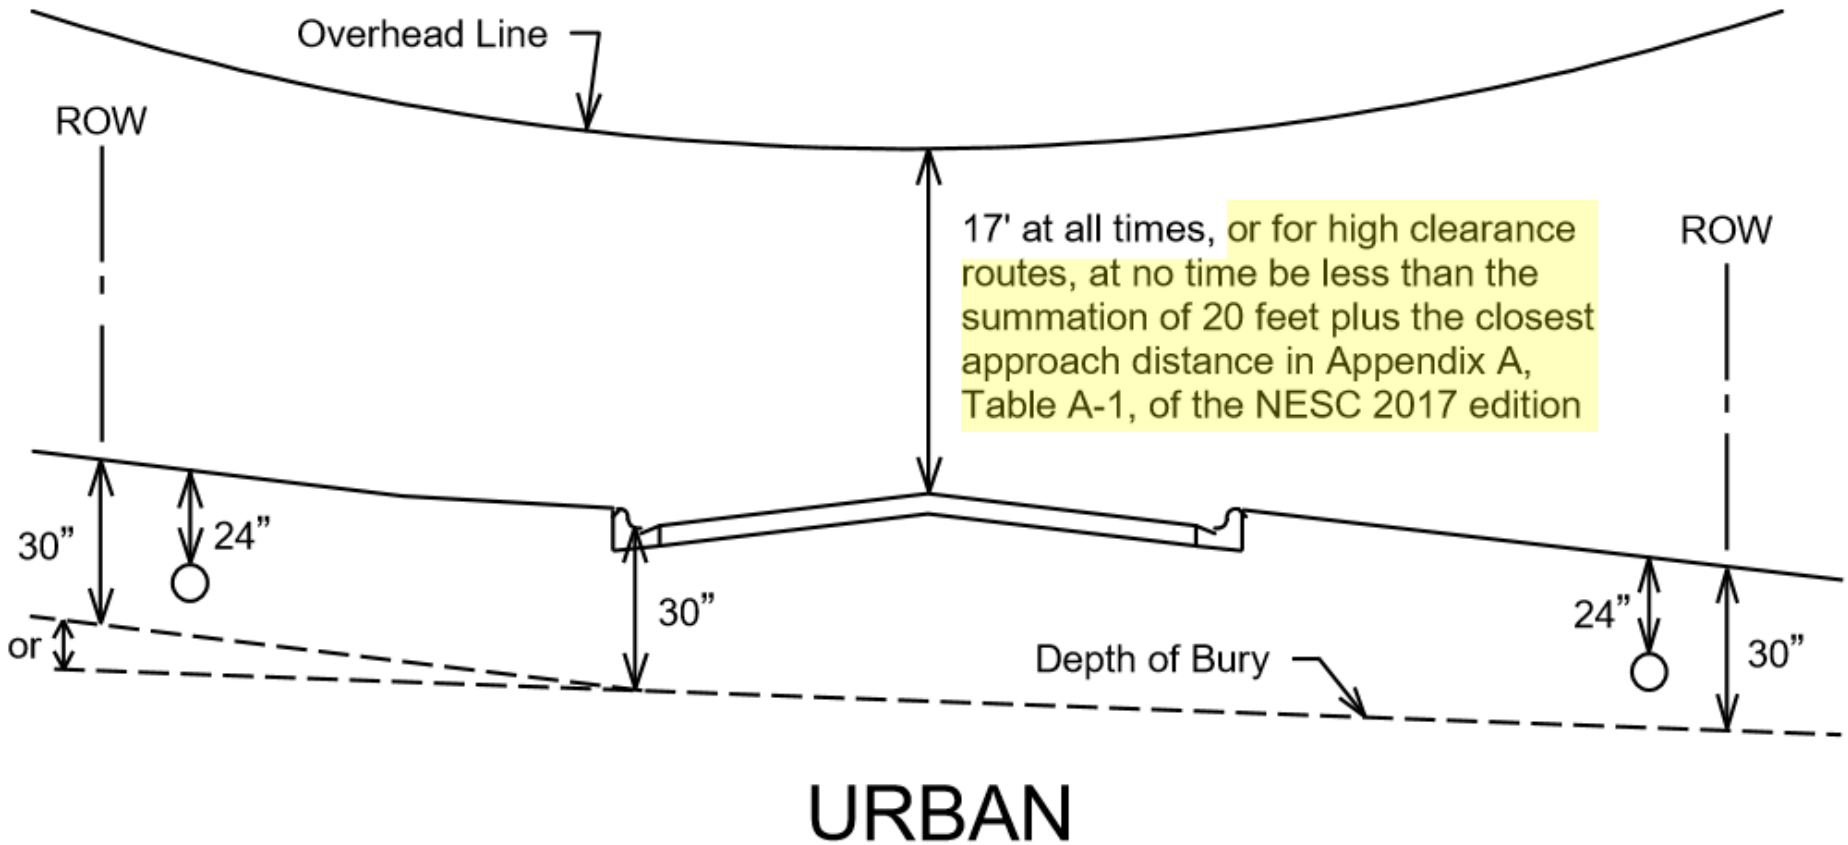 Overhead Line
ROW
17' at all times, or for high clearance
routes, at no time be less than the
summation of 20 feet plus the closest
approach distance in Appendix A,
Table A-1, of the NESC 2017 edition
ROW
30”
24”
30”
24”
30”
or
Depth of Bury
URBAN